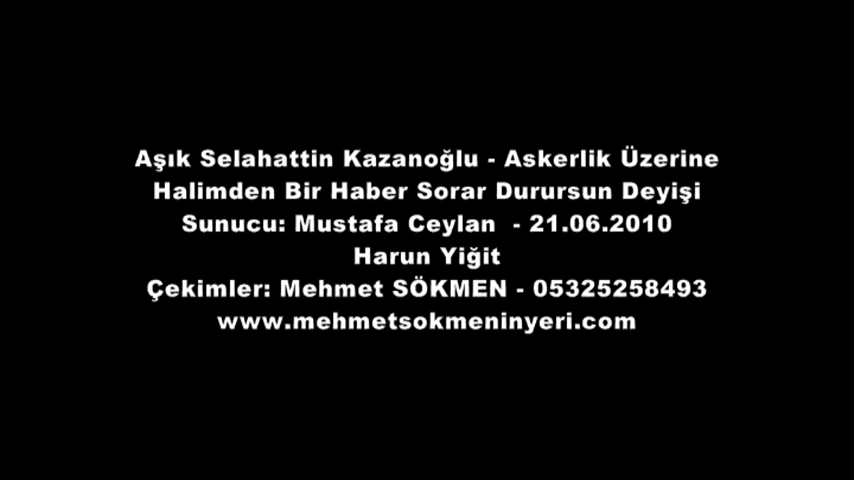 Aşık Selahattin Kazanoğlu - Askerlik Üzerine
Halimden Bir Haber Sorar Durursun Deyişi
Sunucu: Mustafa Ceylan - 21.06.2010
Harun Yiğit
Çekimler: Mehmet SÖKMEN - 05325258493
www.mehmetsokmeninyeri.com